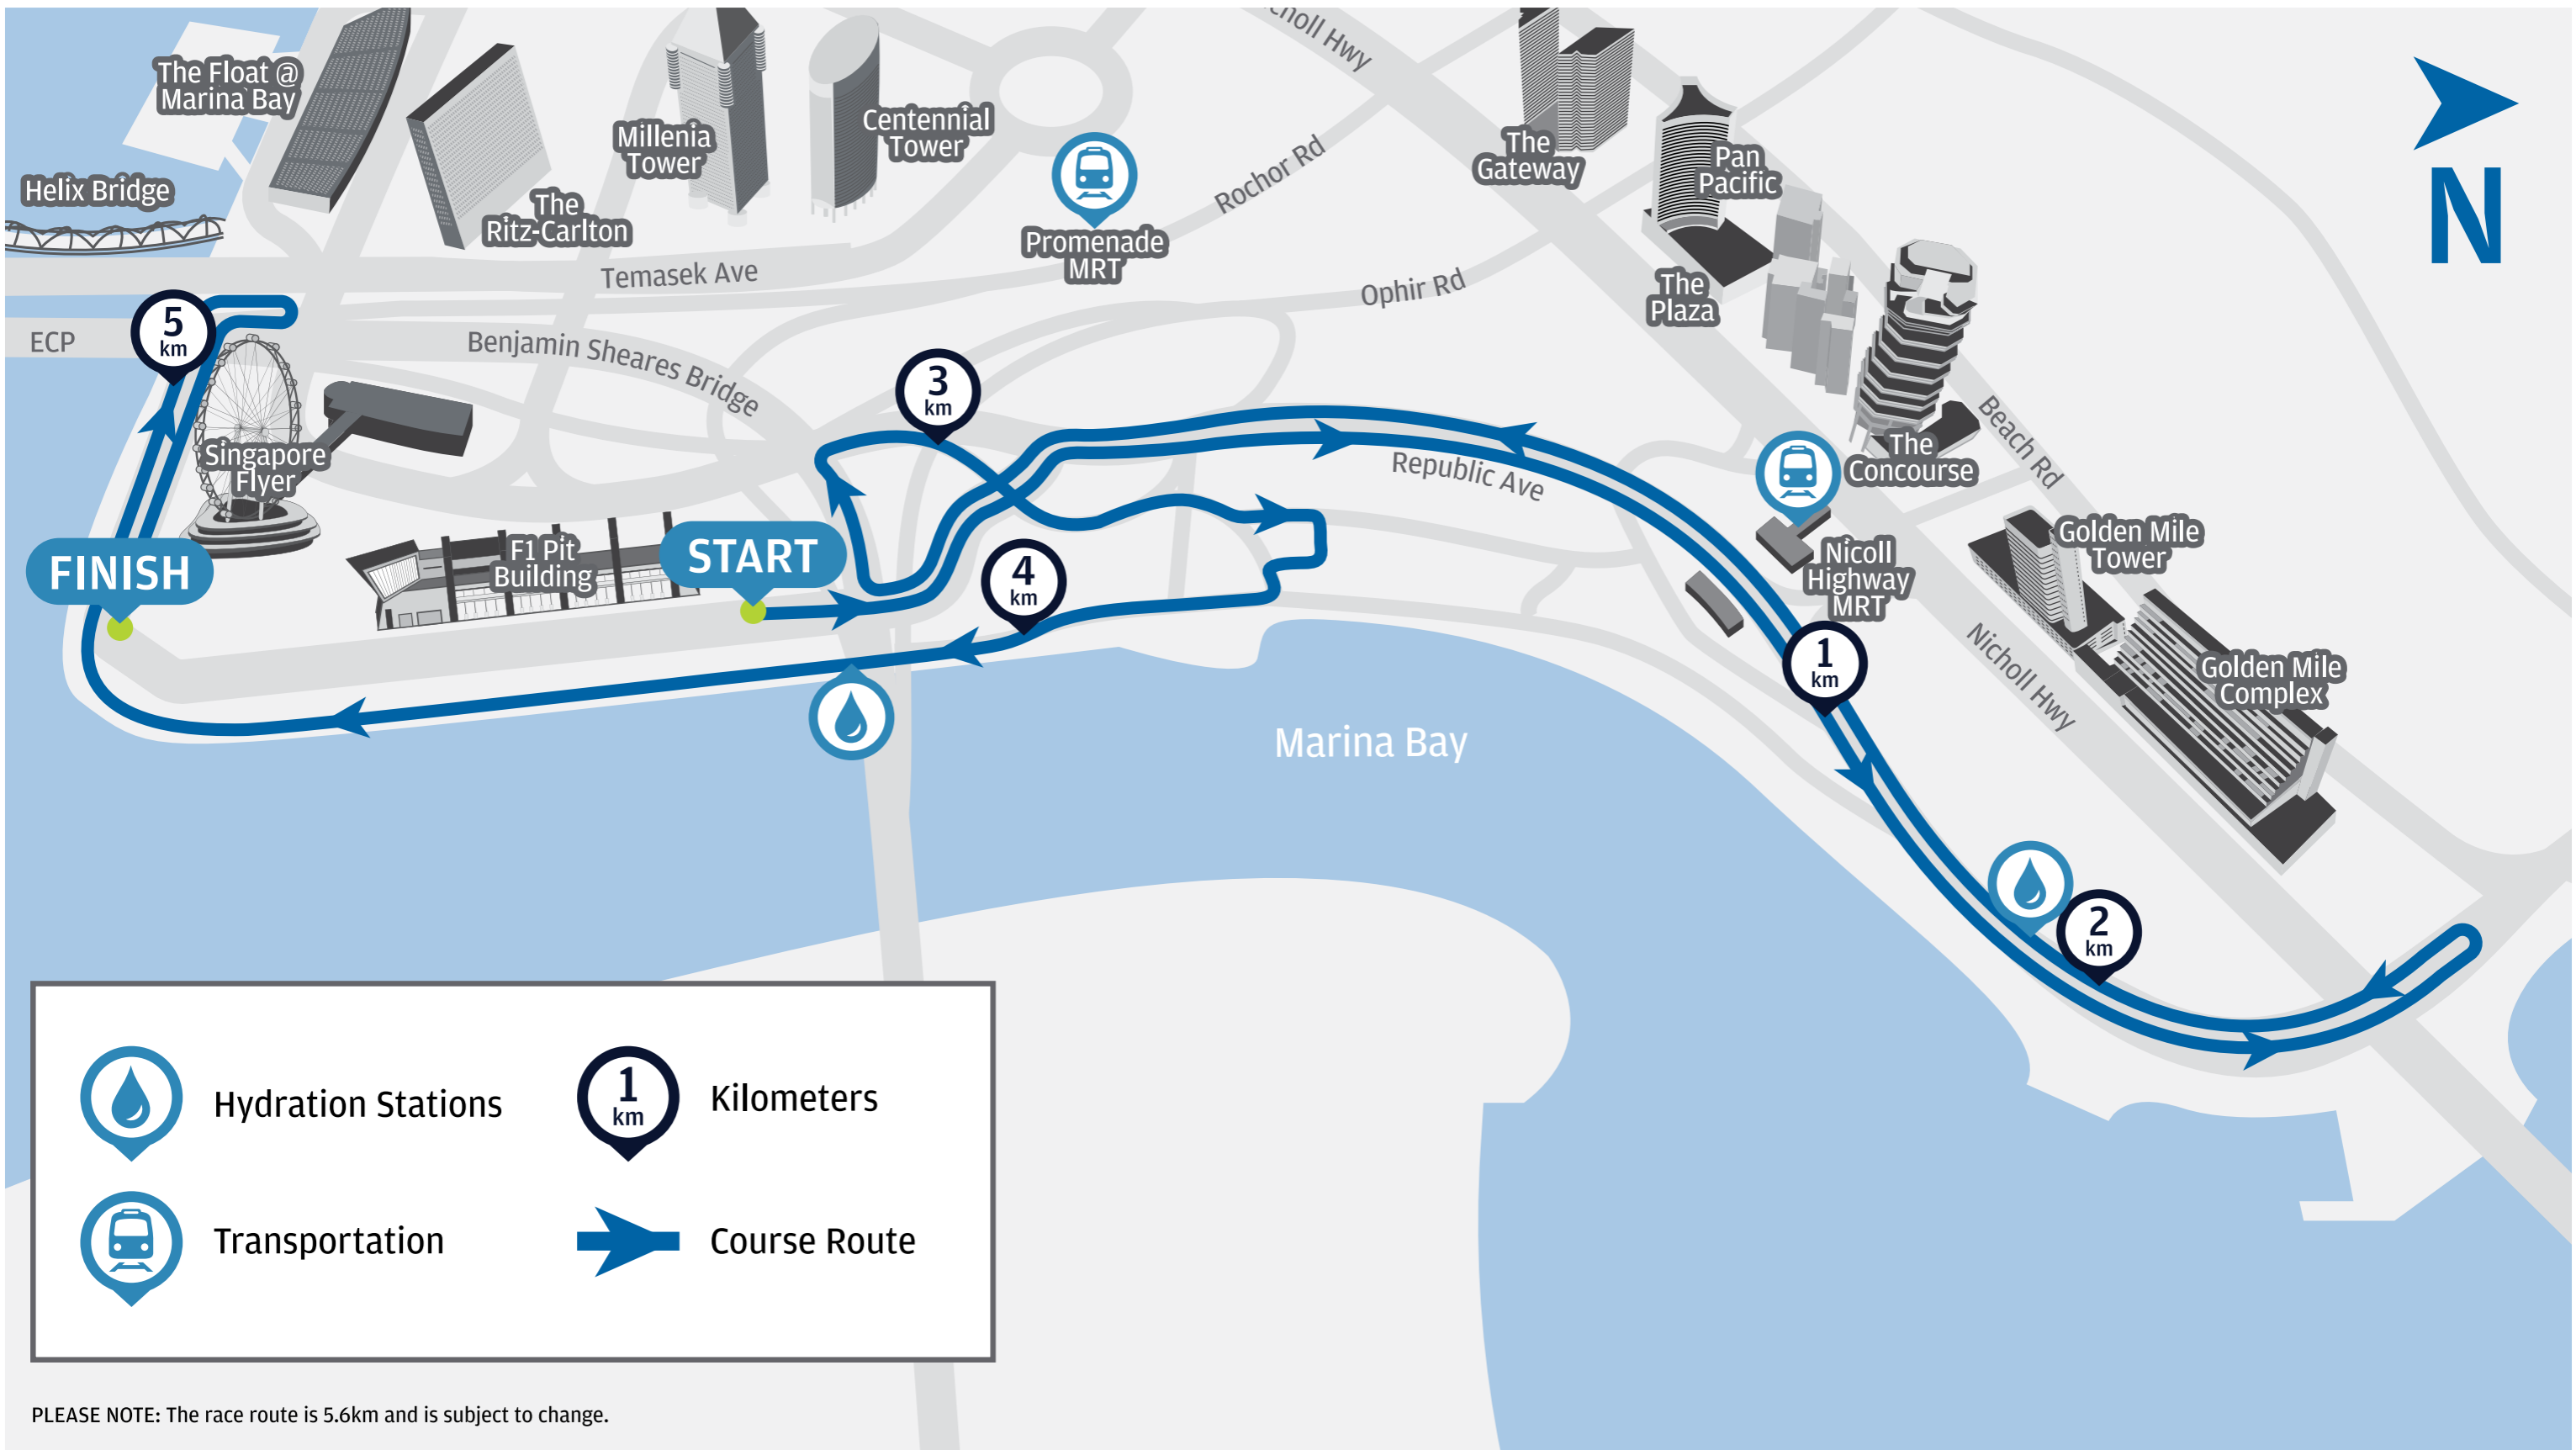 choll Hwy
The Float @
Marina Bay
Millenia
Tower
Centennial
Tower
The
Gateway
Pan
Pacific
Rochor Rd
Helix Bridge
The
Ritz-Carlton
Promenade
MRT
N
Temasek Ave
Ophir Rd
The
Plaza
5
km
ECP
Benjamin Sheares Bridge
3
km
Singapore
Flyer
Republic Ave
The
Concourse
Beach Rd
FINISH
F1 Pit
Building
START
4
km
Nicoll
Highway
MRT
Golden Mile
Tower
1
km
Nicholl Hwy
Golden Mile
Complex
Marina Bay
2
km
Hydration Stations
1
km
Kilometers
Transportation
Course Route
PLEASE NOTE: The race route is 5.6km and is subject to change.